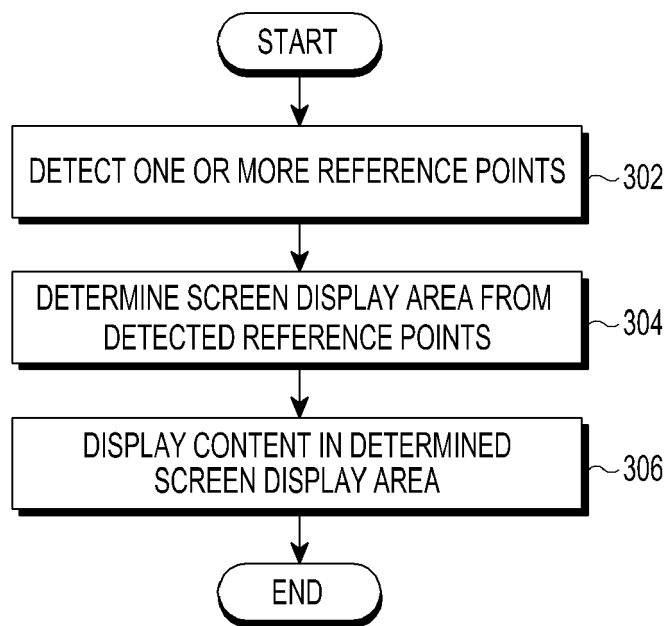 START
DETECT ONE OR MORE REFERENCE POINTS
302
DETERMINE SCREEN DISPLAY AREA FROM
DETECTED REFERENCE POINTS
304
DISPLAY CONTENT IN DETERMINED
SCREEN DISPLAY AREA
306
END